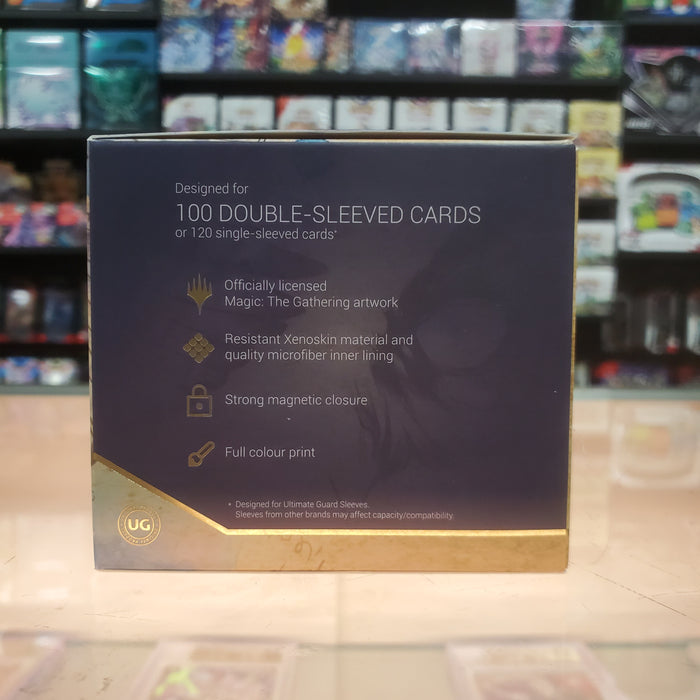 Designed for
100 DOUBLE-SLEEVED CARDS
or 120 single-sleeved cards*
Officially licensed
Magic: The Gathering artwork
Resistant Xenoskin material and
quality microfiber inner lining
Strong magnetic closure
Full colour print
* Designed for Ultimate Guard Sleeves.
Sleeves from other brands may affect capacity/compatibility.
UG